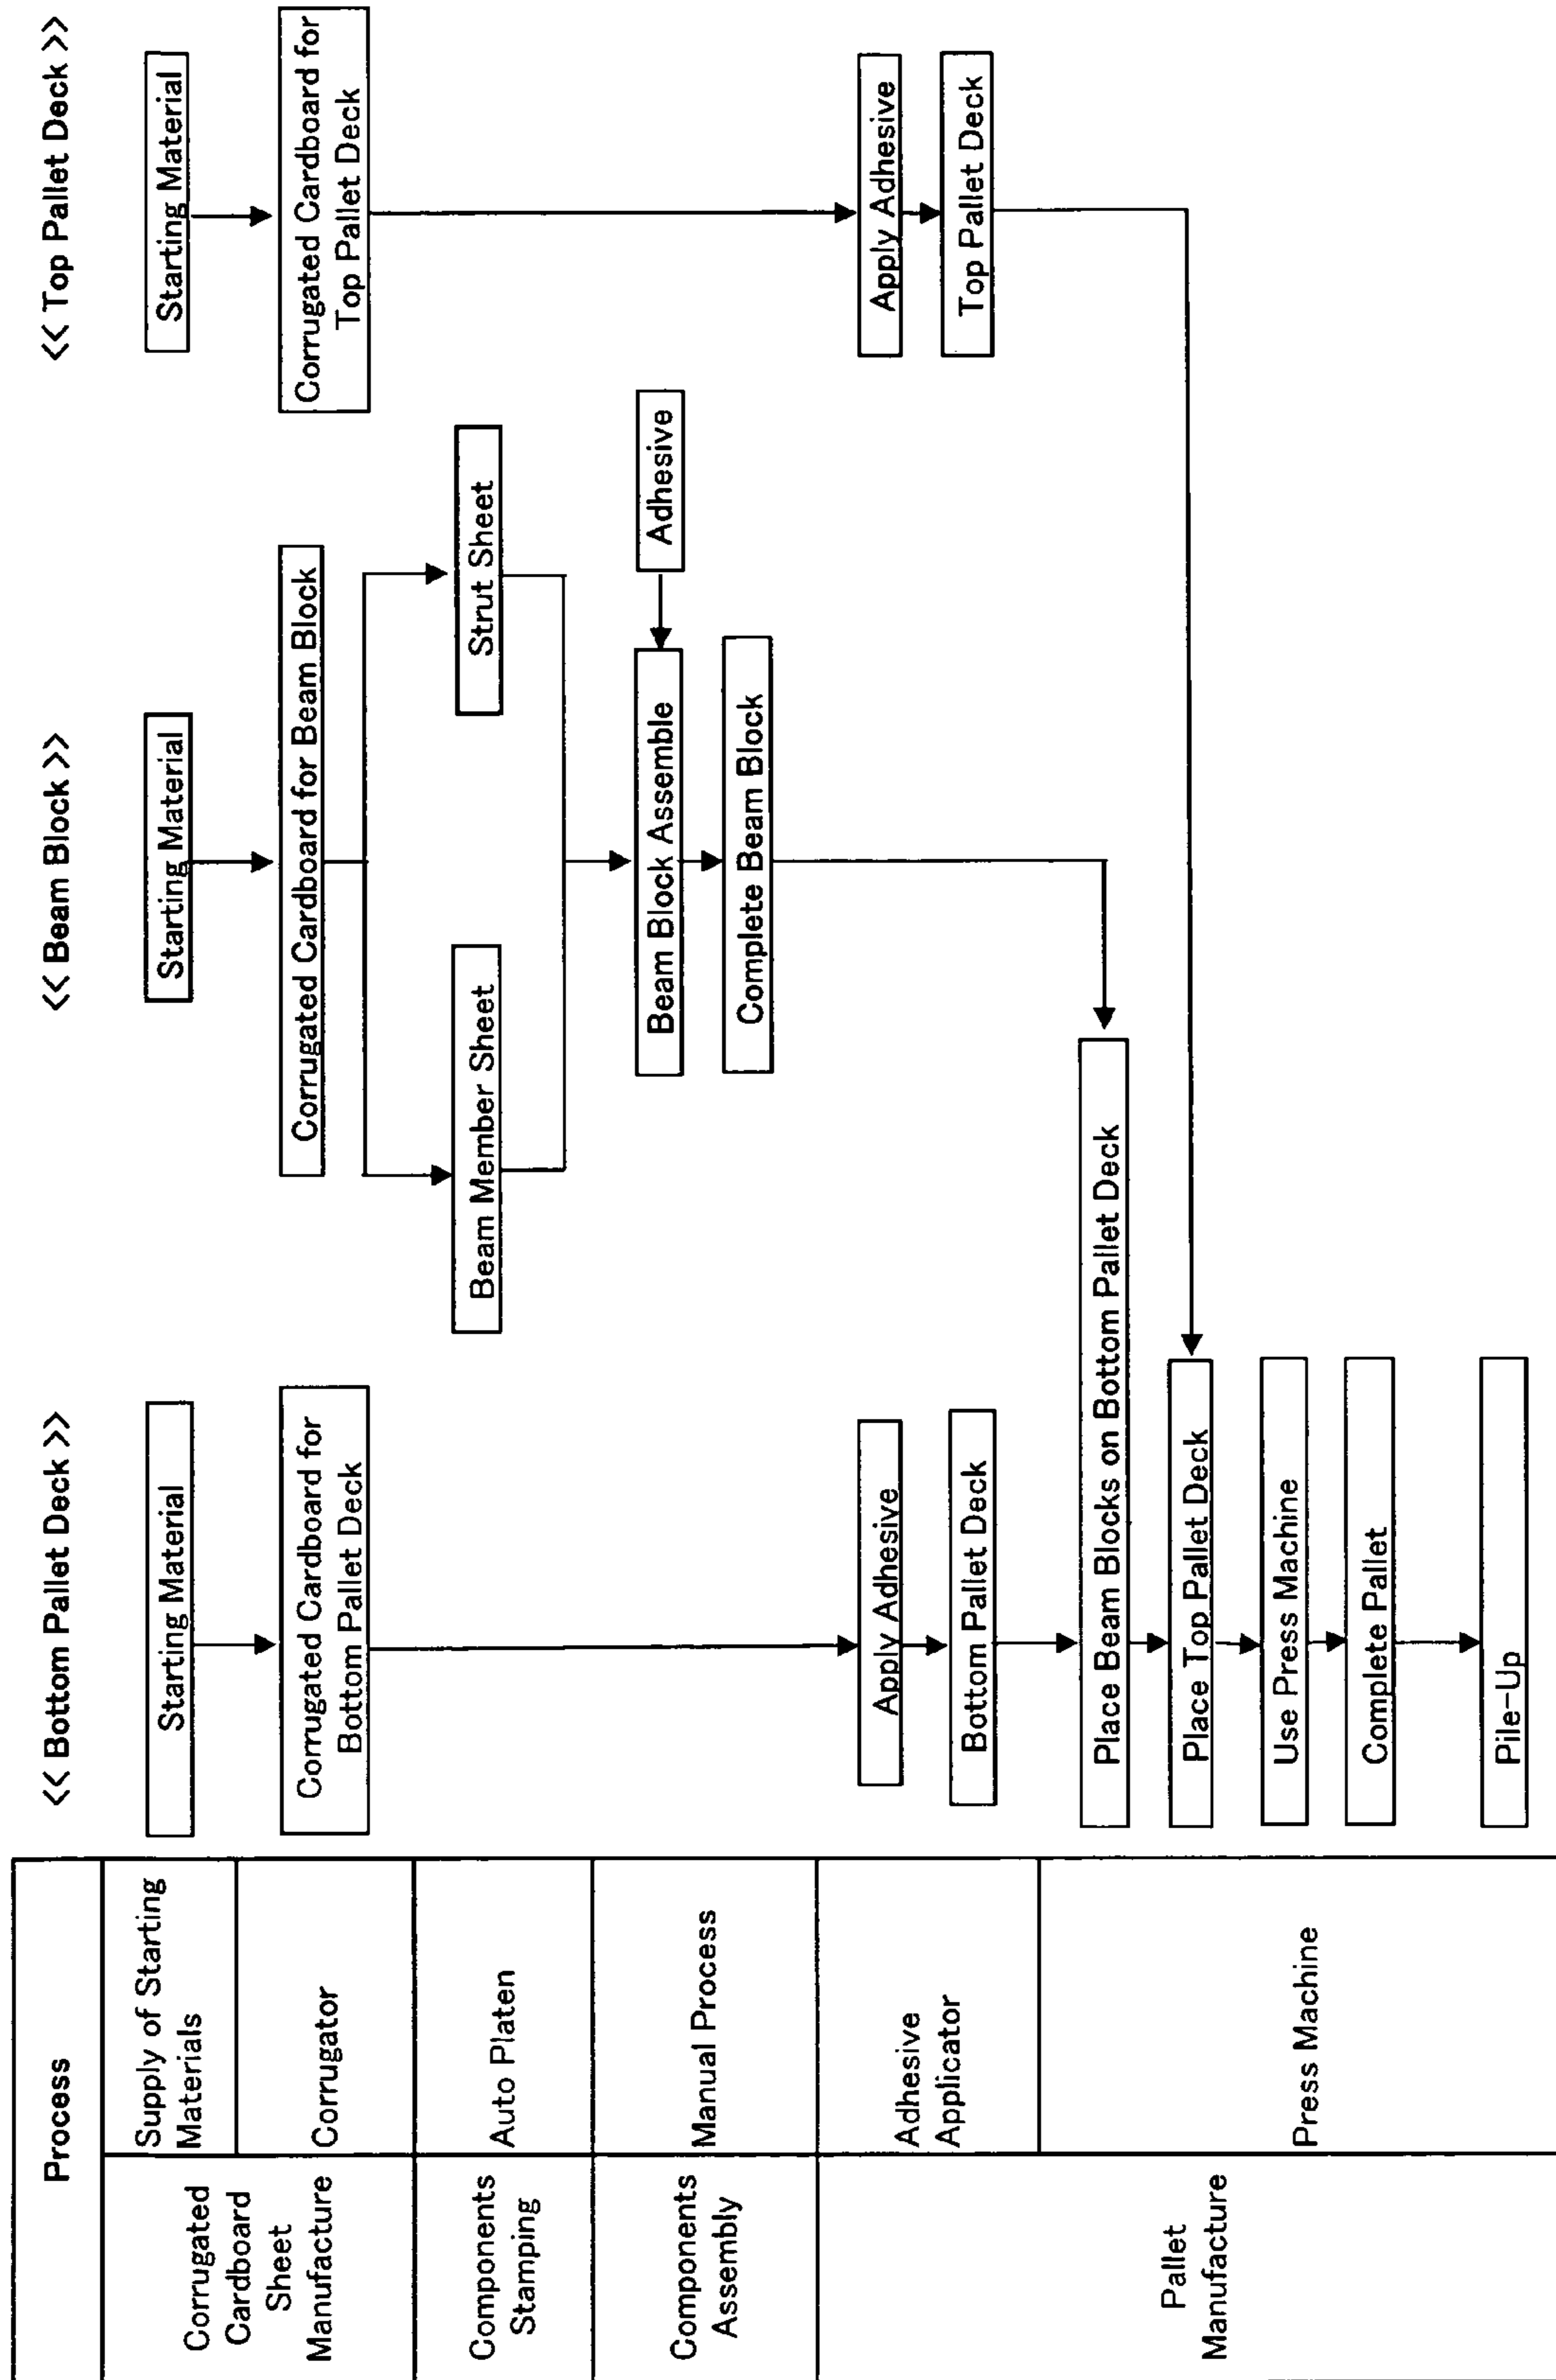 Process
<< Bottom Pallet Deck >>
<< Beam Block >>
<< Top Pallet Deck >>
Corrugated
Cardboard
Sheet
Manufacture
Supply of Starting
Materials
Starting Material
Starting Material
Starting Material
Corrugator
Corrugated Cardboard for
Bottom Pallet Deck
Corrugated Cardboard for Beam Block
Corrugated Cardboard for
Top Pallet Deck
Components
Stamping
Auto Platen
Beam Member Sheet
Strut Sheet
Components
Assembly
Manual Process
Beam Block Assemble
Adhesive
Complete Beam Block
Pallet
Manufacture
Adhesive
Applicator
Apply Adhesive
Apply Adhesive
Bottom Pallet Deck
Top Pallet Deck
Press Machine
Place Beam Blocks on Bottom Pallet Deck
Place Top Pallet Deck
Use Press Machine
Complete Pallet
Pile-Up